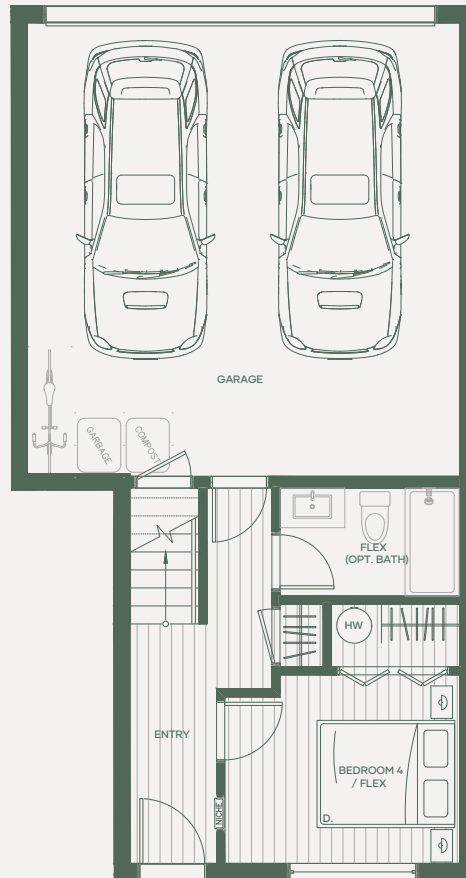 GARAGE
GARBAGE
COMPOST
FLEX
(OPT. BATH)
HW
ENTRY
BEDROOM 4
/ FLEX
NICHE
D.